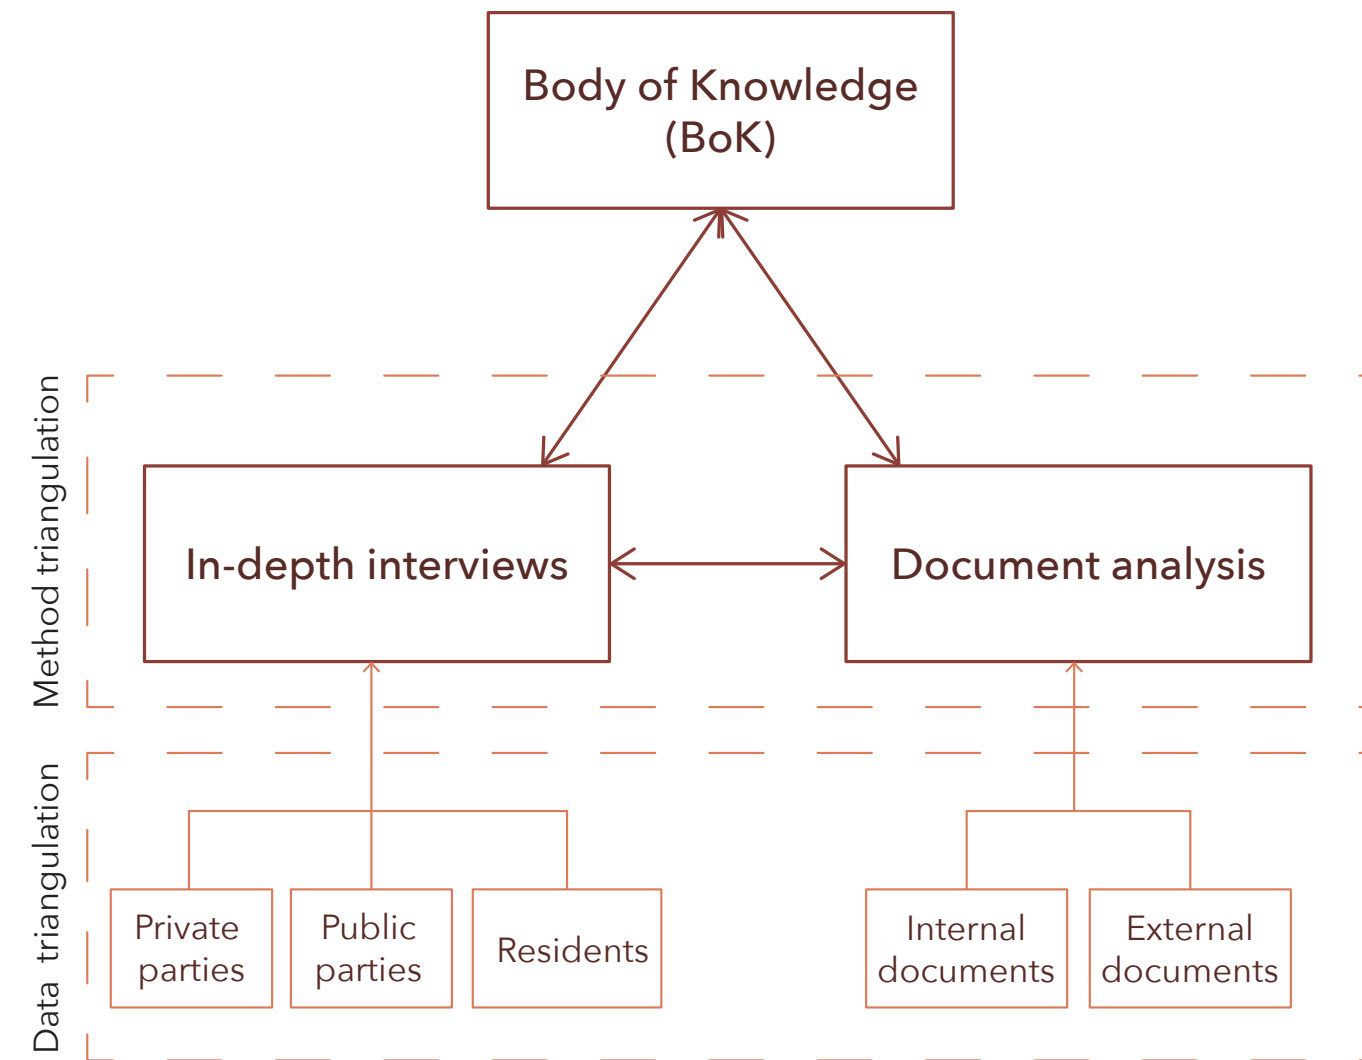 Body of Knowledge
(BoK)
Method triangulation
In-depth interviews
Document analysis
Data triangulation
Private
parties
Public
parties
Residents
Internal
documents
External
documents